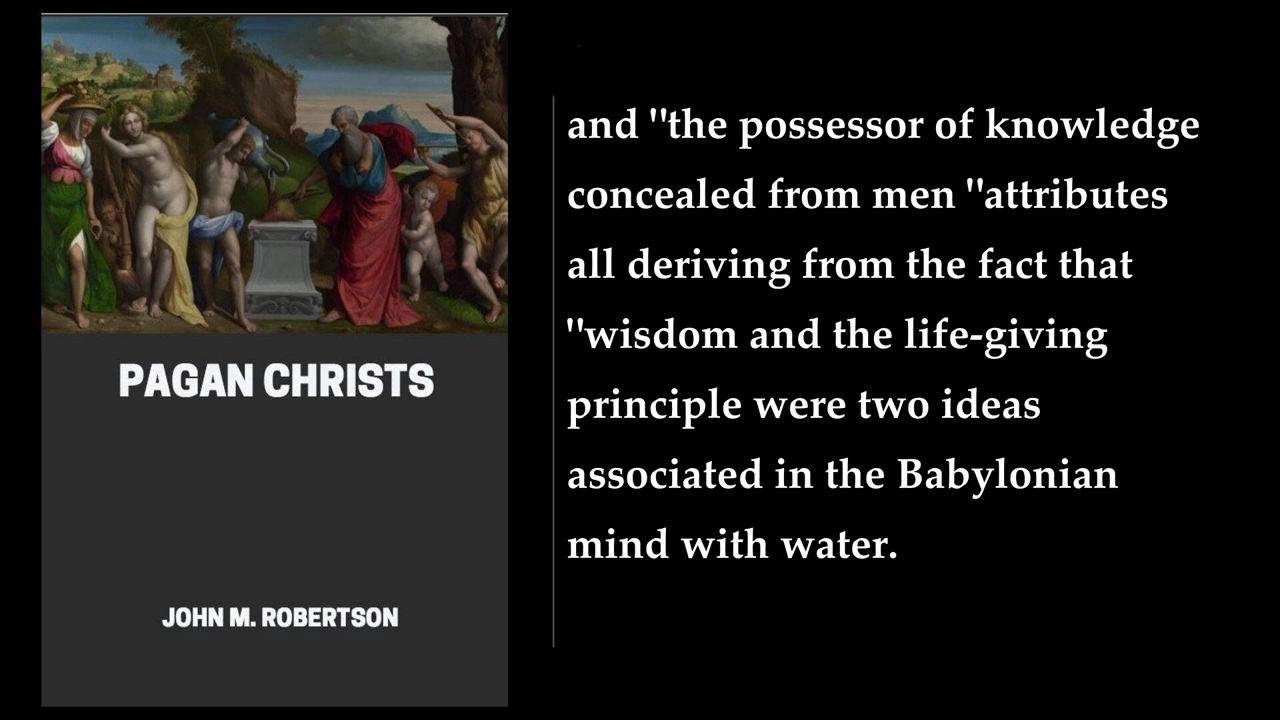 PAGAN CHRISTS
JOHN M. ROBERTSON
and "the possessor of knowledge
concealed from men "attributes
all deriving from the fact that
"wisdom and the life-giving
principle were two ideas
associated in the Babylonian
mind with water.